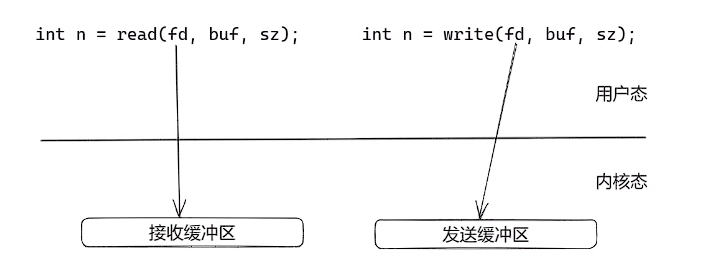 int n = read(fd, buf, sz);
int n = write(fd, buf, sz);
用户态
内核态
接收缓冲区
发送缓冲区